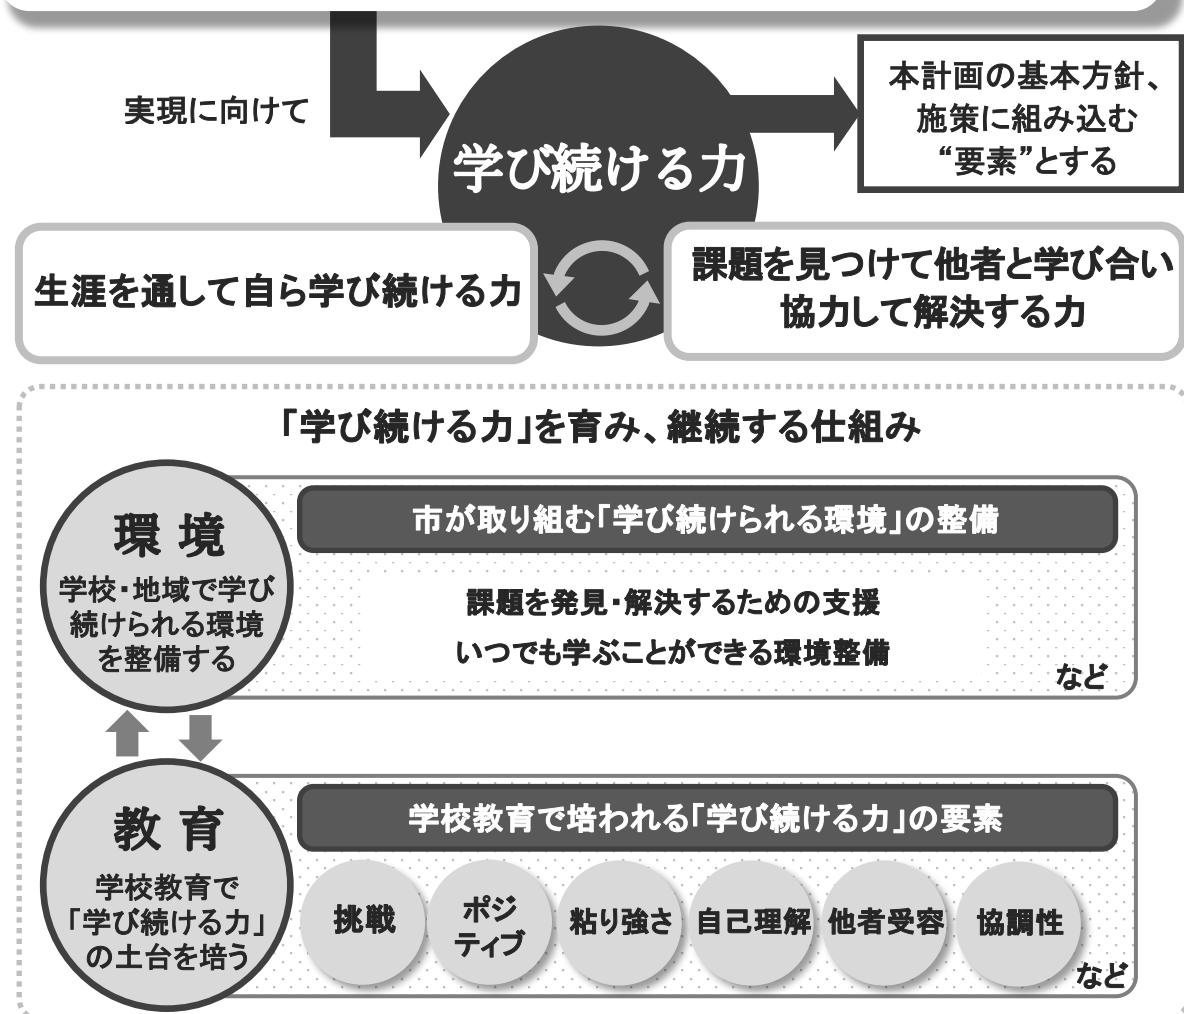 実現に向けて
学び続ける力
本計画の基本方針、
施策に組み込む
“要素”とする
生涯を通して自ら学び続ける力
課題を見つけて他者と学び合い
協力して解決する力
「学び続ける力」を育み、継続する仕組み
環境
学校・地域で学び
続けられる環境
を整備する
市が取り組む「学び続けられる環境」の整備
課題を発見・解決するための支援
いつでも学ぶことができる環境整備
など
教育
学校教育で
「学び続ける力」
の土台を培う
学校教育で培われる「学び続ける力」の要素
挑戦
ポジ
ティブ
粘り強さ
自己理解
他者受容
協調性
など